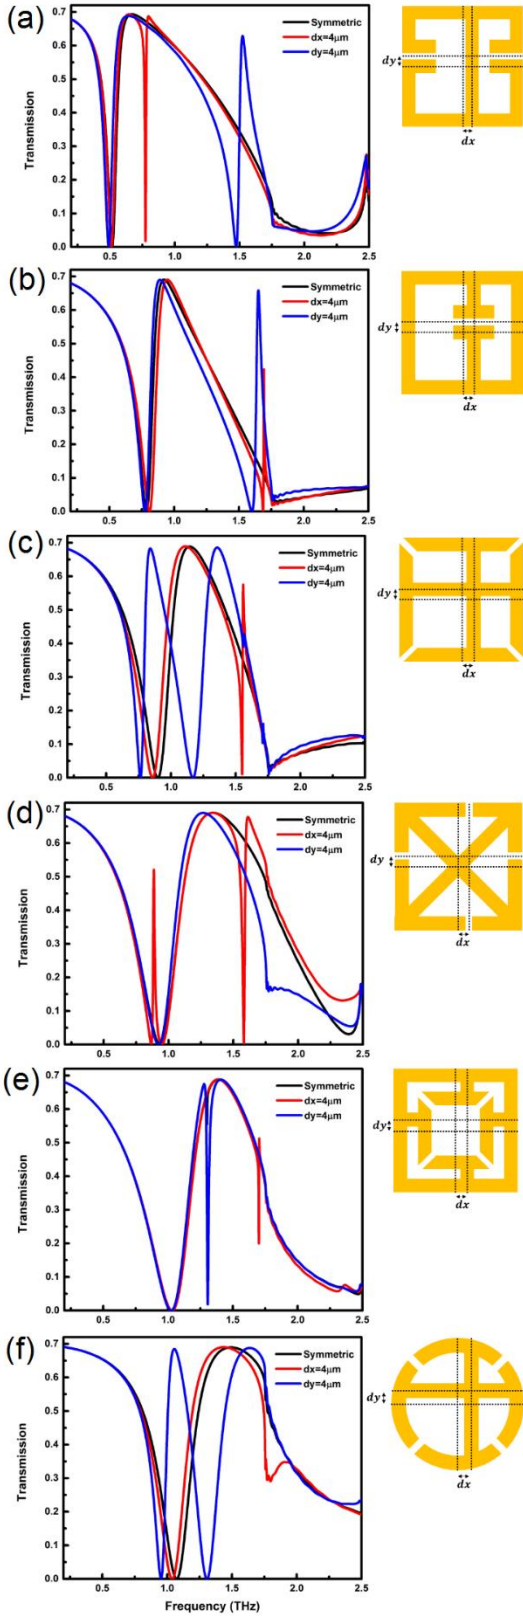 (a)
Transmission
0.7
0.6
0.5
0.4
0.3
0.2
0.1
0.0
0.5 1.0 1.5 2.0 2.5
Symmetric
dx=4μm
dy=4μm
dy
dx
(b)
Transmission
0.7
0.6
0.5
0.4
0.3
0.2
0.1
0.0
0.5 1.0 1.5 2.0 2.5
Symmetric
dx=4μm
dy=4μm
dy
dx
(c)
Transmission
0.7
0.6
0.5
0.4
0.3
0.2
0.1
0.0
0.5 1.0 1.5 2.0 2.5
Symmetric
dx=4μm
dy=4μm
dy
dx
(d)
Transmission
0.7
0.6
0.5
0.4
0.3
0.2
0.1
0.0
0.5 1.0 1.5 2.0 2.5
Symmetric
dx=4μm
dy=4μm
dy
dx
(e)
Transmission
0.7
0.6
0.5
0.4
0.3
0.2
0.1
0.0
0.5 1.0 1.5 2.0 2.5
Symmetric
dx=4μm
dy=4μm
dy
dx
(f)
Transmission
0.7
0.6
0.5
0.4
0.3
0.2
0.1
0.0
0.5 1.0 1.5 2.0 2.5
Symmetric
dx=4μm
dy=4μm
dy
dx
Frequency (THz)